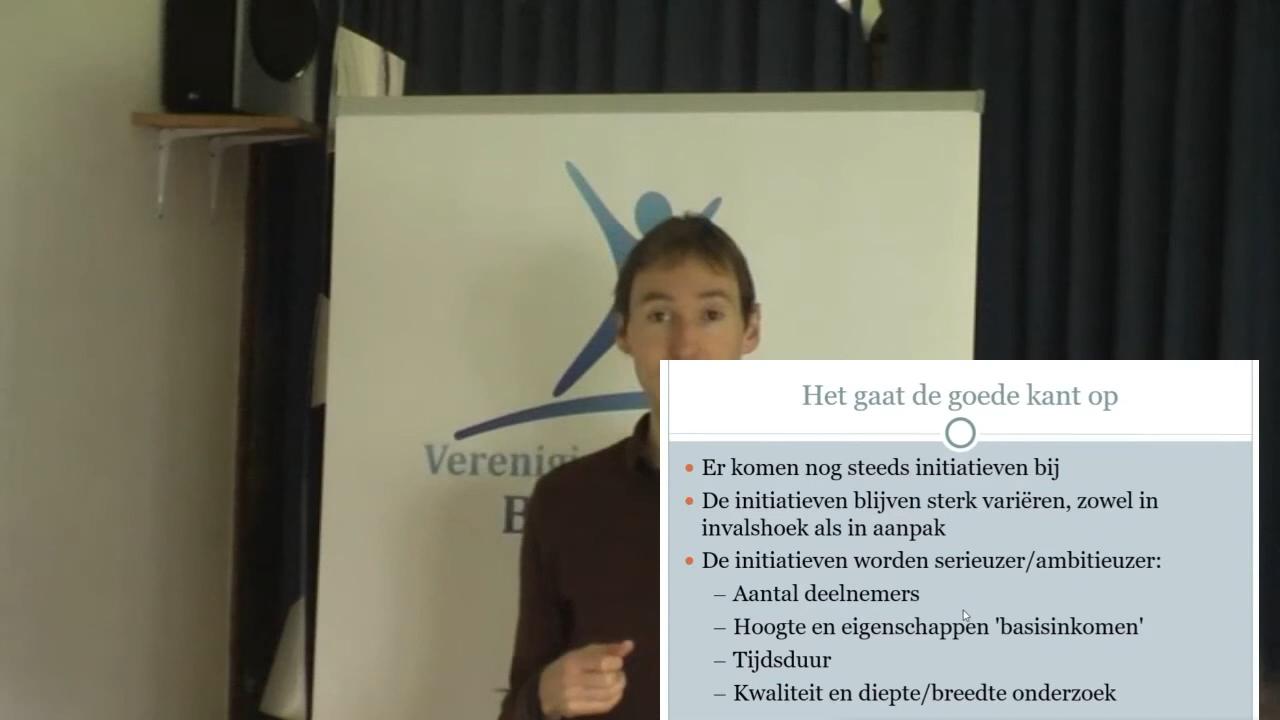 Het gaat de goede kant op
• Er komen nog steeds initiatieven bij
• De initiatieven blijven sterk variëren, zowel in
invalshoek als in aanpak
• De initiatieven worden serieuzer/ambitieuzer:
– Aantal deelnemers
– Hoogte en eigenschappen 'basisinkomen'
– Tijdsduur
– Kwaliteit en diepte/breedte onderzoek